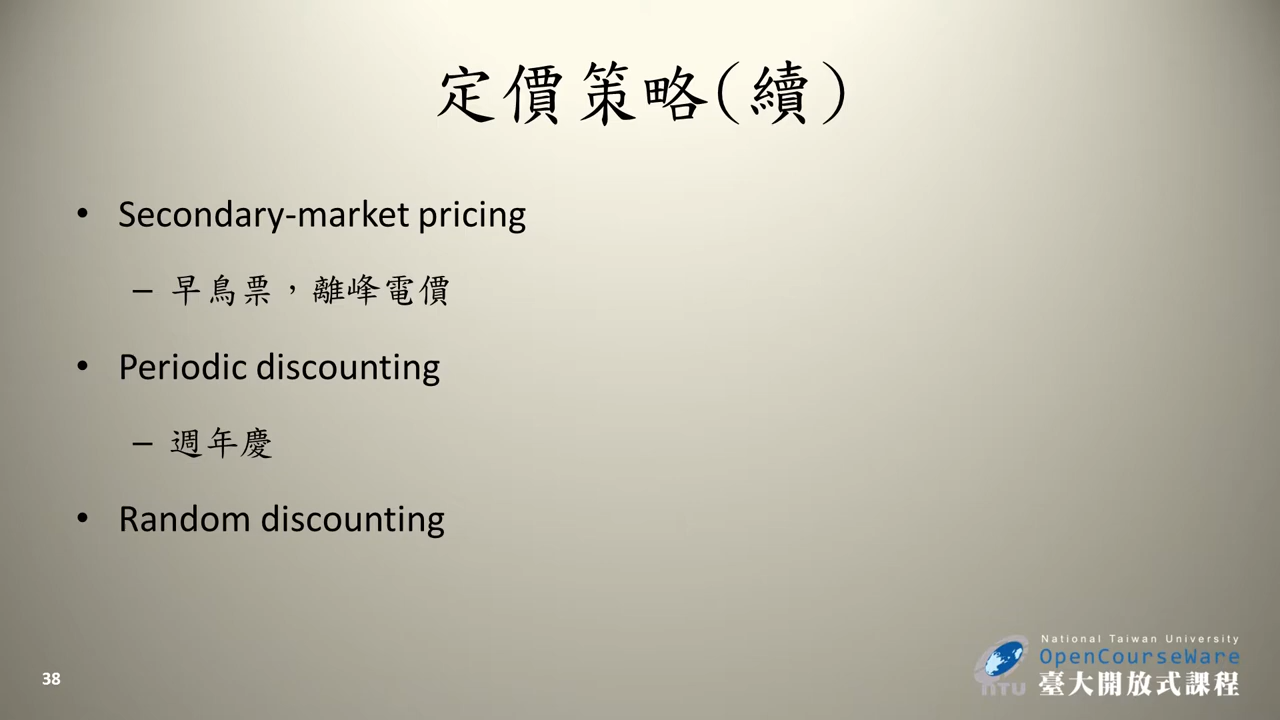 定價策略(續)
• Secondary-market pricing
– 早鳥票，離峰電價
• Periodic discounting
– 週年慶
• Random discounting
National Taiwan University
OpenCourseWare
臺大開放式課程
NTU
38